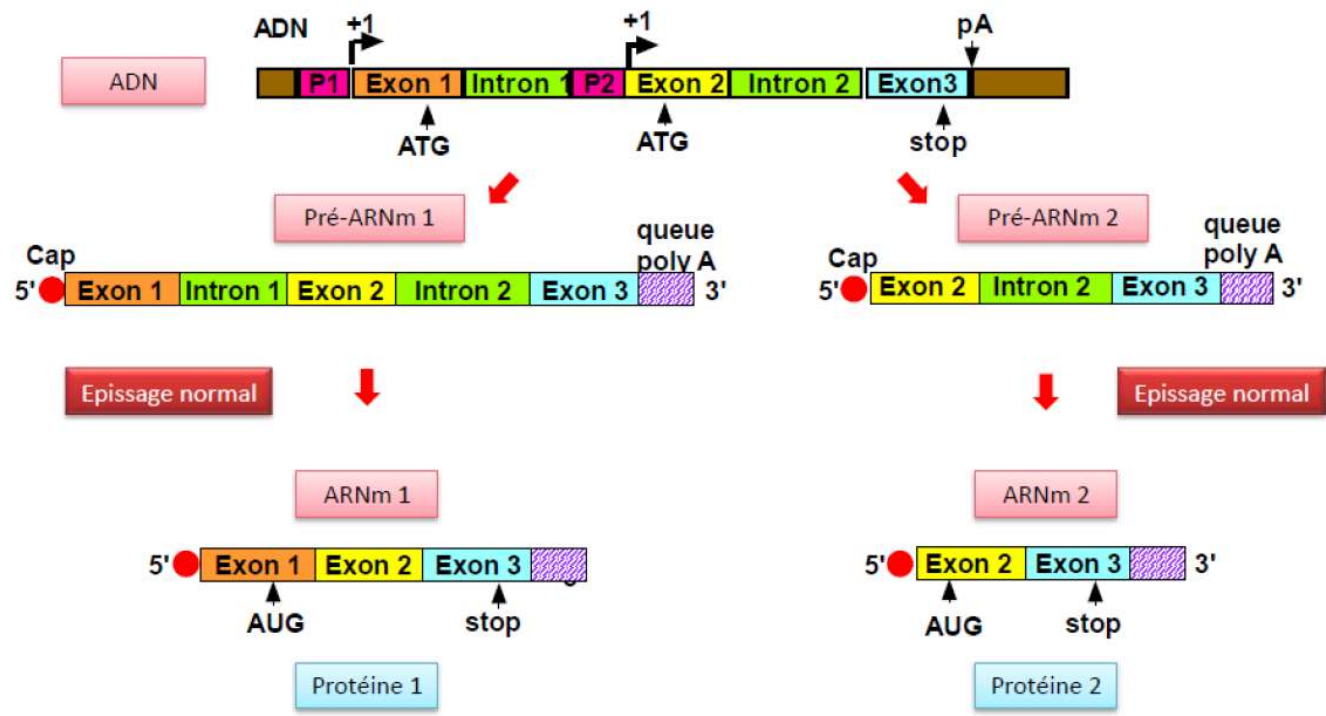 ADN
+1
+1
pA
ADN
P1
Exon 1
Intron 1
P2
Exon 2
Intron 2
Exon3
ATG
ATG
stop
Pré-ARNm 1
Pré-ARNm 2
Cap
queue
poly A
5'
Exon 1
Intron 1
Exon 2
Intron 2
Exon 3
3'
Cap
queue
poly A
5'
Exon 2
Intron 2
Exon 3
3'
Epissage normal
Epissage normal
ARNm 1
ARNm 2
5'
Exon 1
Exon 2
Exon 3
5'
Exon 2
Exon 3
3'
AUG
stop
AUG
stop
Protéine 1
Protéine 2